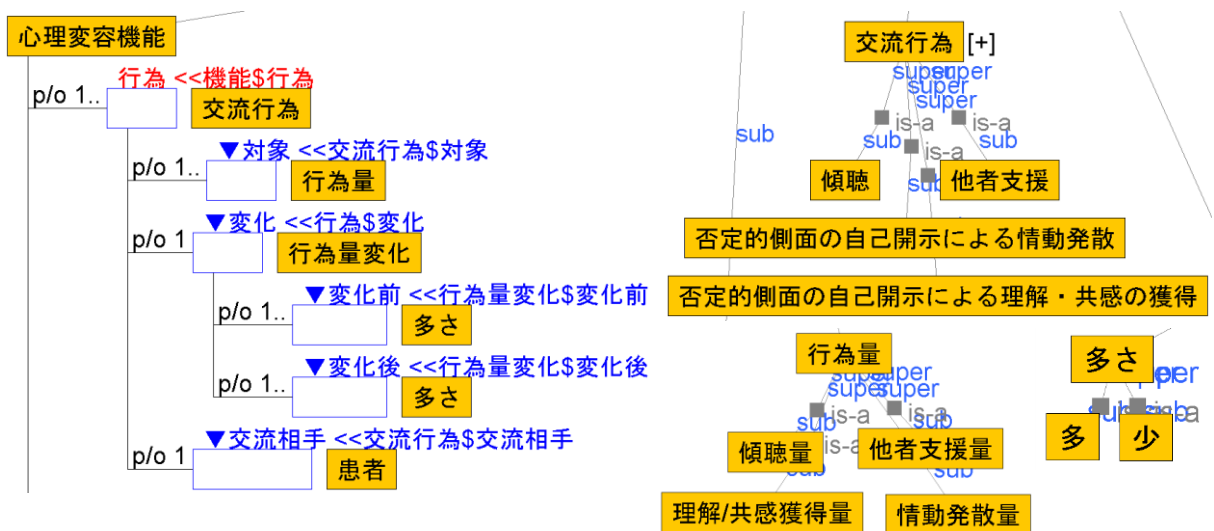 心理変容機能
行為 <<機能$行為
p/o 1..
交流行為
▼対象 <<交流行為$対象
p/o 1..
行為量
▼変化 <<行為$変化
p/o 1
行為量変化
▼変化前 <<行為量変化$変化前
p/o 1..
多さ
▼変化後 <<行為量変化$変化後
p/o 1..
多さ
▼交流相手 <<交流行為$交流相手
p/o 1
患者
交流行為 [+]
super
super
super
super
sub
is-a
is-a
sub
is-a
sub
sub
傾聴
他者支援
否定的側面の自己開示による情動発散
否定的側面の自己開示による理解・共感の獲得
行為量
super
super
super
super
is-a
is-a
sub
sub
is-a
sub
傾聴量
他者支援量
理解/共感獲得量
情動発散量
多さ
多
少